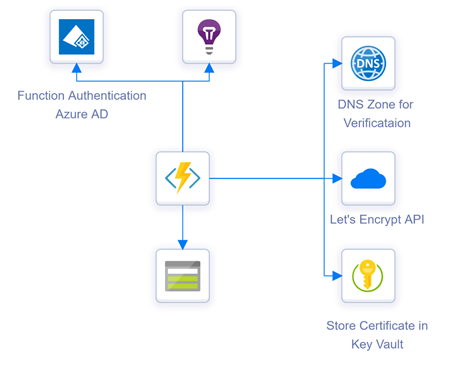 Function Authentication
Azure AD
DNS
DNS Zone for
Verificataion
Let's Encrypt API
Store Certificate in
Key Vault